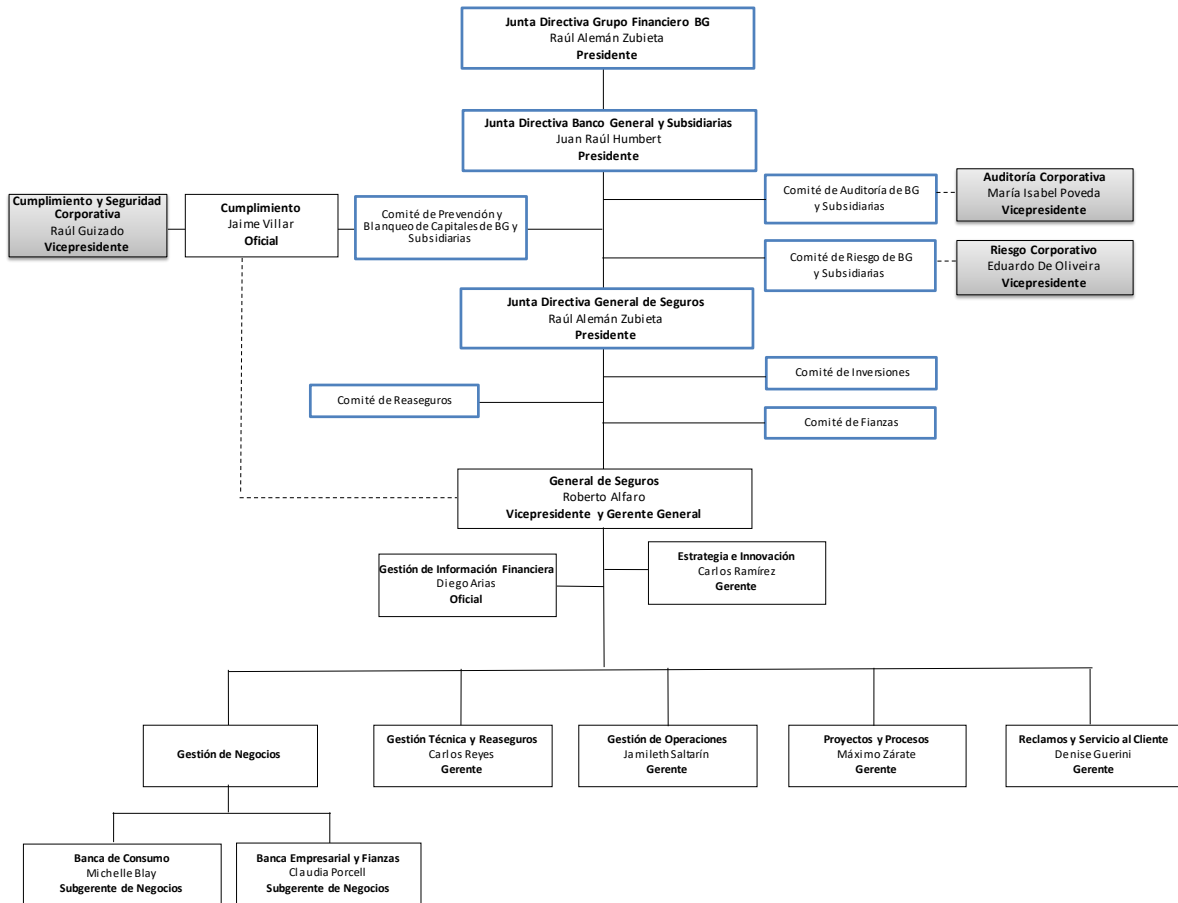 Junta Directiva Grupo Financiero BG
Raúl Alemán Zubieta
Presidente
Junta Directiva Banco General y Subsidiarias
Juan Raúl Humbert
Presidente
Comité de Auditoría de BG
y Subsidiarias
Auditoría Corporativa
María Isabel Poveda
Vicepresidente
Cumplimiento y Seguridad
Corporativa
Raúl Guizado
Vicepresidente
Cumplimiento
Jaime Villar
Oficial
Comité de Prevención y
Blanqueo de Capitales de BG y
Subsidiarias
Comité de Riesgo de BG
y Subsidiarias
Riesgo Corporativo
Eduardo De Oliveira
Vicepresidente
Junta Directiva General de Seguros
Raúl Alemán Zubieta
Presidente
Comité de Inversiones
Comité de Reaseguros
Comité de Fianzas
General de Seguros
Roberto Alfaro
Vicepresidente y Gerente General
Gestión de Información Financiera
Diego Arias
Oficial
Estrategia e Innovación
Carlos Ramírez
Gerente
Gestión de Negocios
Gestión Técnica y Reaseguros
Carlos Reyes
Gerente
Gestión de Operaciones
Jamileth Saltarín
Gerente
Proyectos y Procesos
Máximo Zárate
Gerente
Reclamos y Servicio al Cliente
Denise Guerini
Gerente
Banca de Consumo
Michelle Blay
Subgerente de Negocios
Banca Empresarial y Fianzas
Claudia Porcell
Subgerente de Negocios